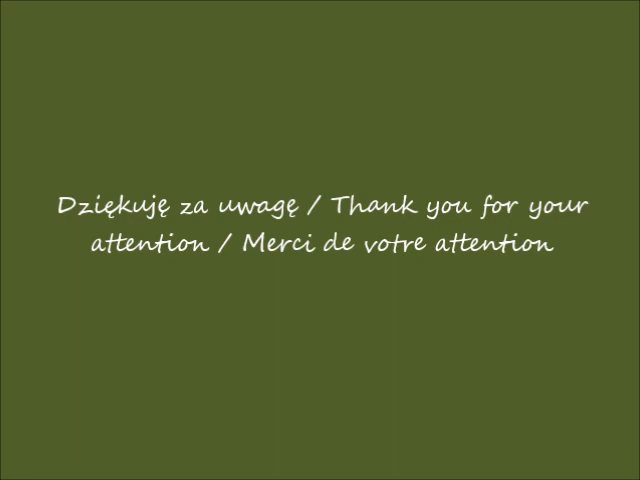 Dziękuję za uwagę / Thank you for your
attention / Merci de votre attention